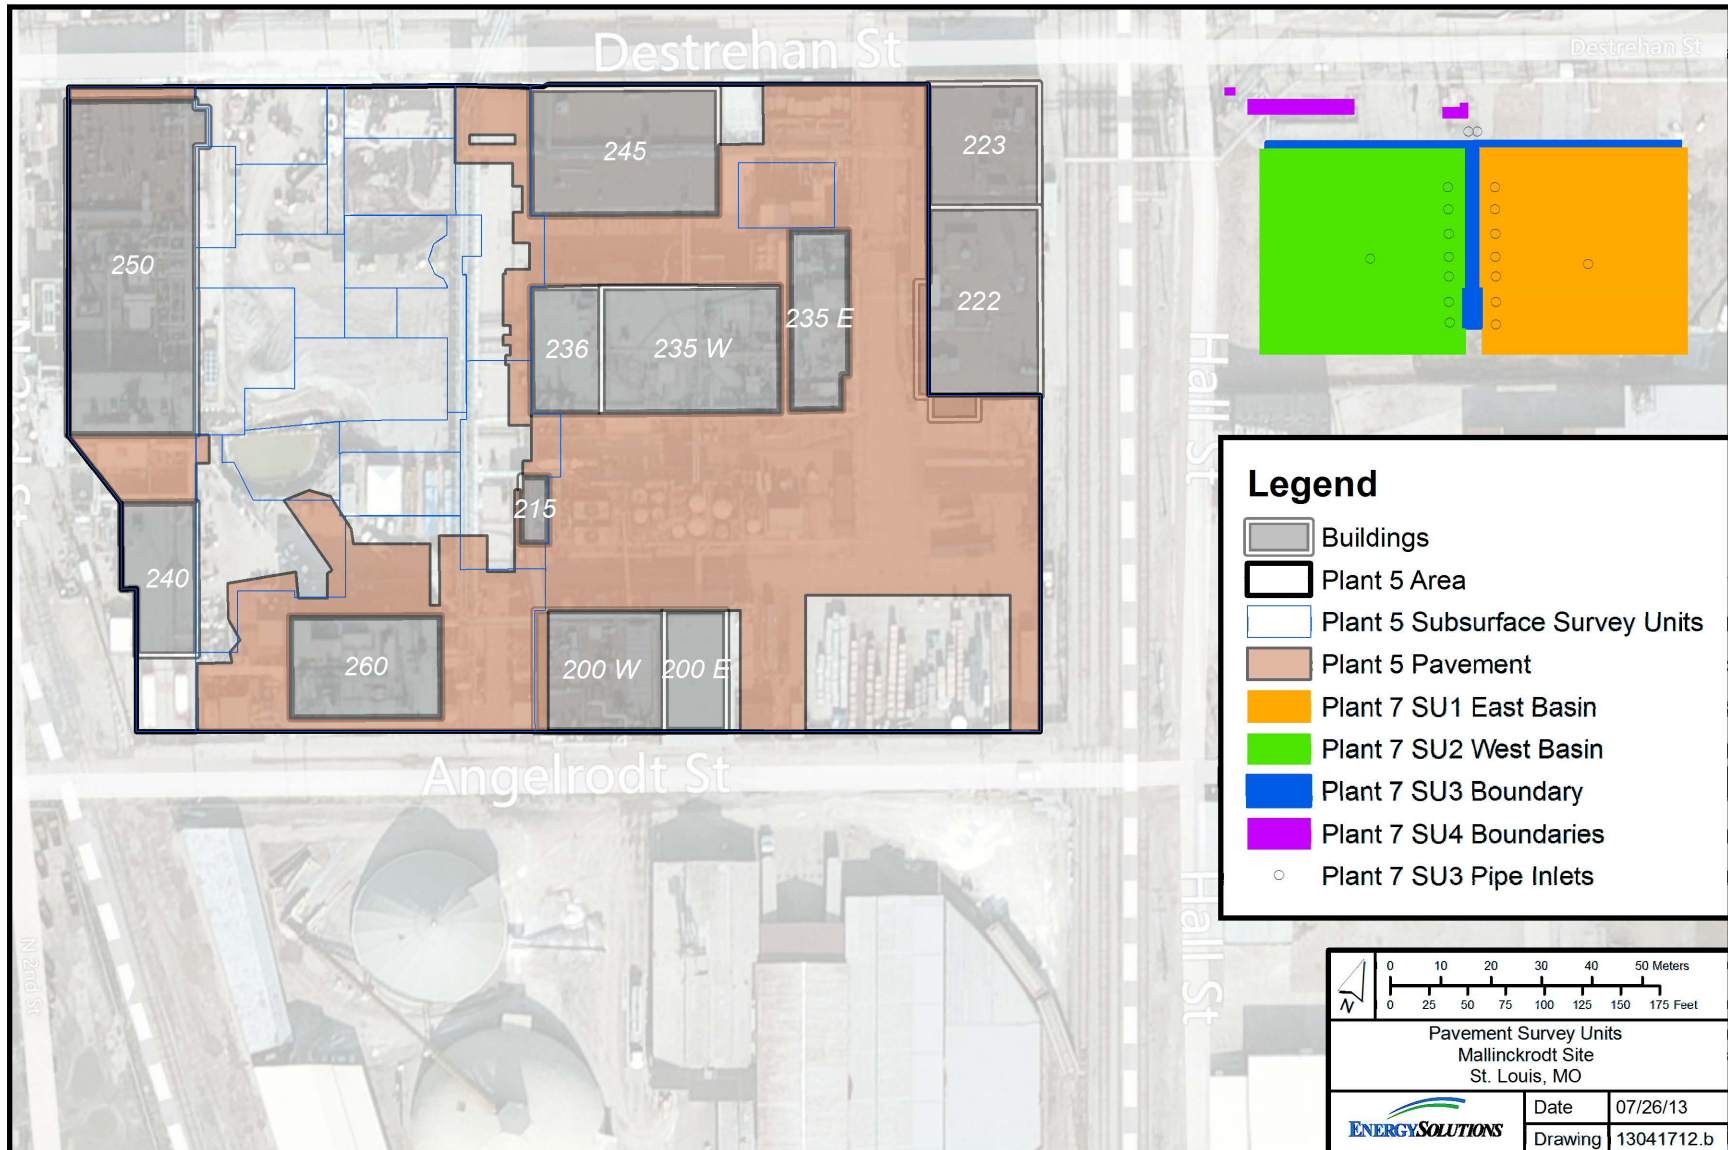 Destrehan St
Destrehan St
245
223
250
222
235 E
236
235 W
Hall St
215
240
260
200 W
200 E
Angelrodt St
Hall St
N 2nd St
Legend
Buildings
Plant 5 Area
Plant 5 Subsurface Survey Units
Plant 5 Pavement
Plant 7 SU1 East Basin
Plant 7 SU2 West Basin
Plant 7 SU3 Boundary
Plant 7 SU4 Boundaries
Plant 7 SU3 Pipe Inlets
N
0 10 20 30 40 50 Meters
0 25 50 75 100 125 150 175 Feet
Pavement Survey Units
Mallinckrodt Site
St. Louis, MO
ENERGYSOLUTIONS
Date 07/26/13
Drawing 13041712.b